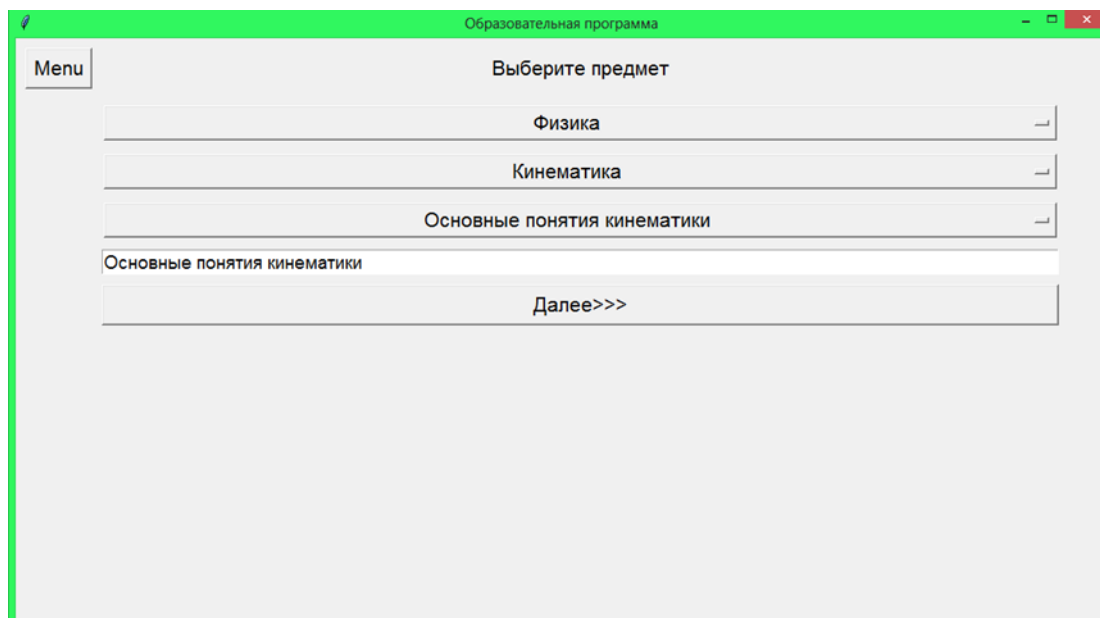 Образовательная программа
Menu
Выберите предмет
Физика
Кинематика
Основные понятия кинематики
Основные понятия кинематики
Далее>>>